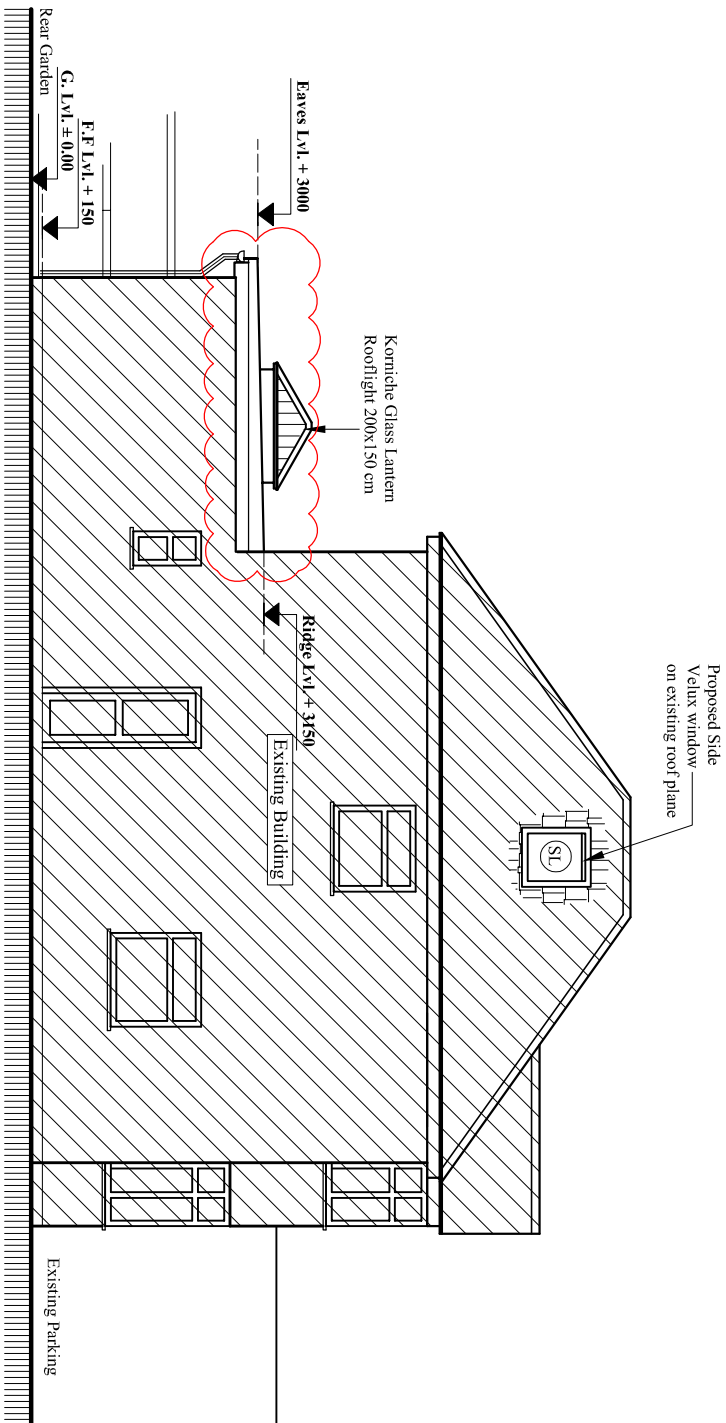 Proposed Side
Velux window
on existing roof plane
SL
Korniche Glass Lantern
Rooflight 200x150 cm
Eaves Lvl. + 3000
Ridge Lvl. + 3150
Existing Building
F.F Lvl. + 150
G. Lvl. ± 0.00
Rear Garden
Existing Parking